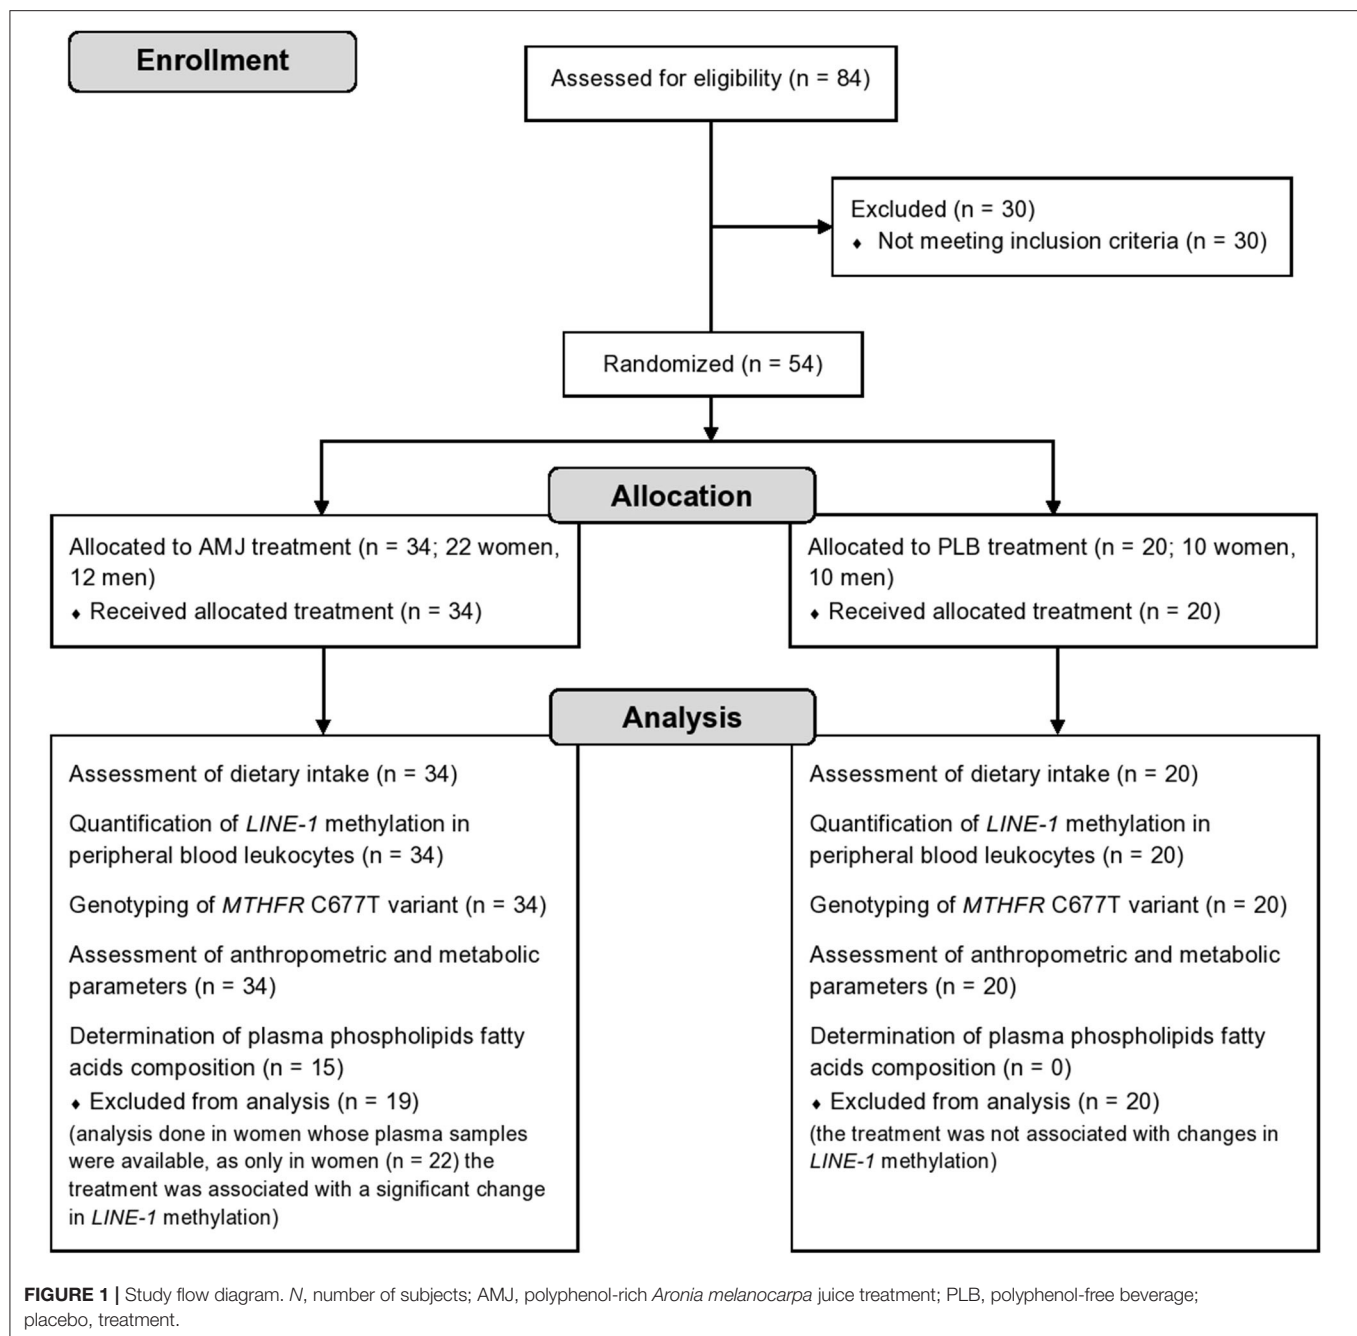 Enrollment
Assessed for eligibility (n = 84)
Excluded (n = 30)
♦ Not meeting inclusion criteria (n = 30)
Randomized (n = 54)
Allocation
Allocated to AMJ treatment (n = 34; 22 women,
12 men)
♦ Received allocated treatment (n = 34)
Allocated to PLB treatment (n = 20; 10 women,
10 men)
♦ Received allocated treatment (n = 20)
Analysis
Assessment of dietary intake (n = 34)
Quantification of LINE-1 methylation in
peripheral blood leukocytes (n = 34)
Genotyping of MTHFR C677T variant (n = 34)
Assessment of anthropometric and metabolic
parameters (n = 34)
Determination of plasma phospholipids fatty
acids composition (n = 15)
♦ Excluded from analysis (n = 19)
(analysis done in women whose plasma samples
were available, as only in women (n = 22) the
treatment was associated with a significant change
in LINE-1 methylation)
Assessment of dietary intake (n = 20)
Quantification of LINE-1 methylation in
peripheral blood leukocytes (n = 20)
Genotyping of MTHFR C677T variant (n = 20)
Assessment of anthropometric and metabolic
parameters (n = 20)
Determination of plasma phospholipids fatty
acids composition (n = 0)
♦ Excluded from analysis (n = 20)
(the treatment was not associated with changes in
LINE-1 methylation)
FIGURE 1 | Study flow diagram. N, number of subjects; AMJ, polyphenol-rich Aronia melanocarpa juice treatment; PLB, polyphenol-free beverage;
placebo, treatment.